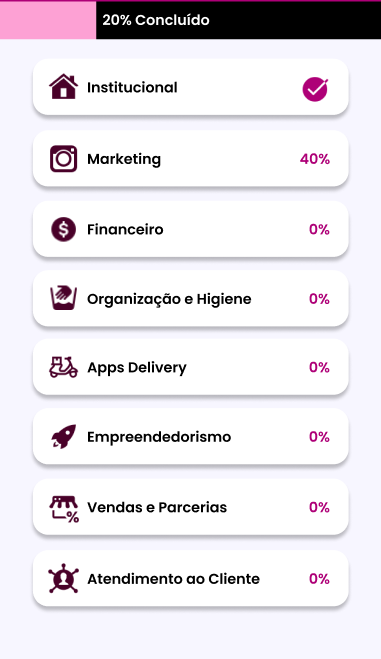 20% Concluído
Institucional
Marketing 40%
Financeiro 0%
Organização e Higiene 0%
Apps Delivery 0%
Empreendedorismo 0%
Vendas e Parcerias 0%
Atendimento ao Cliente 0%